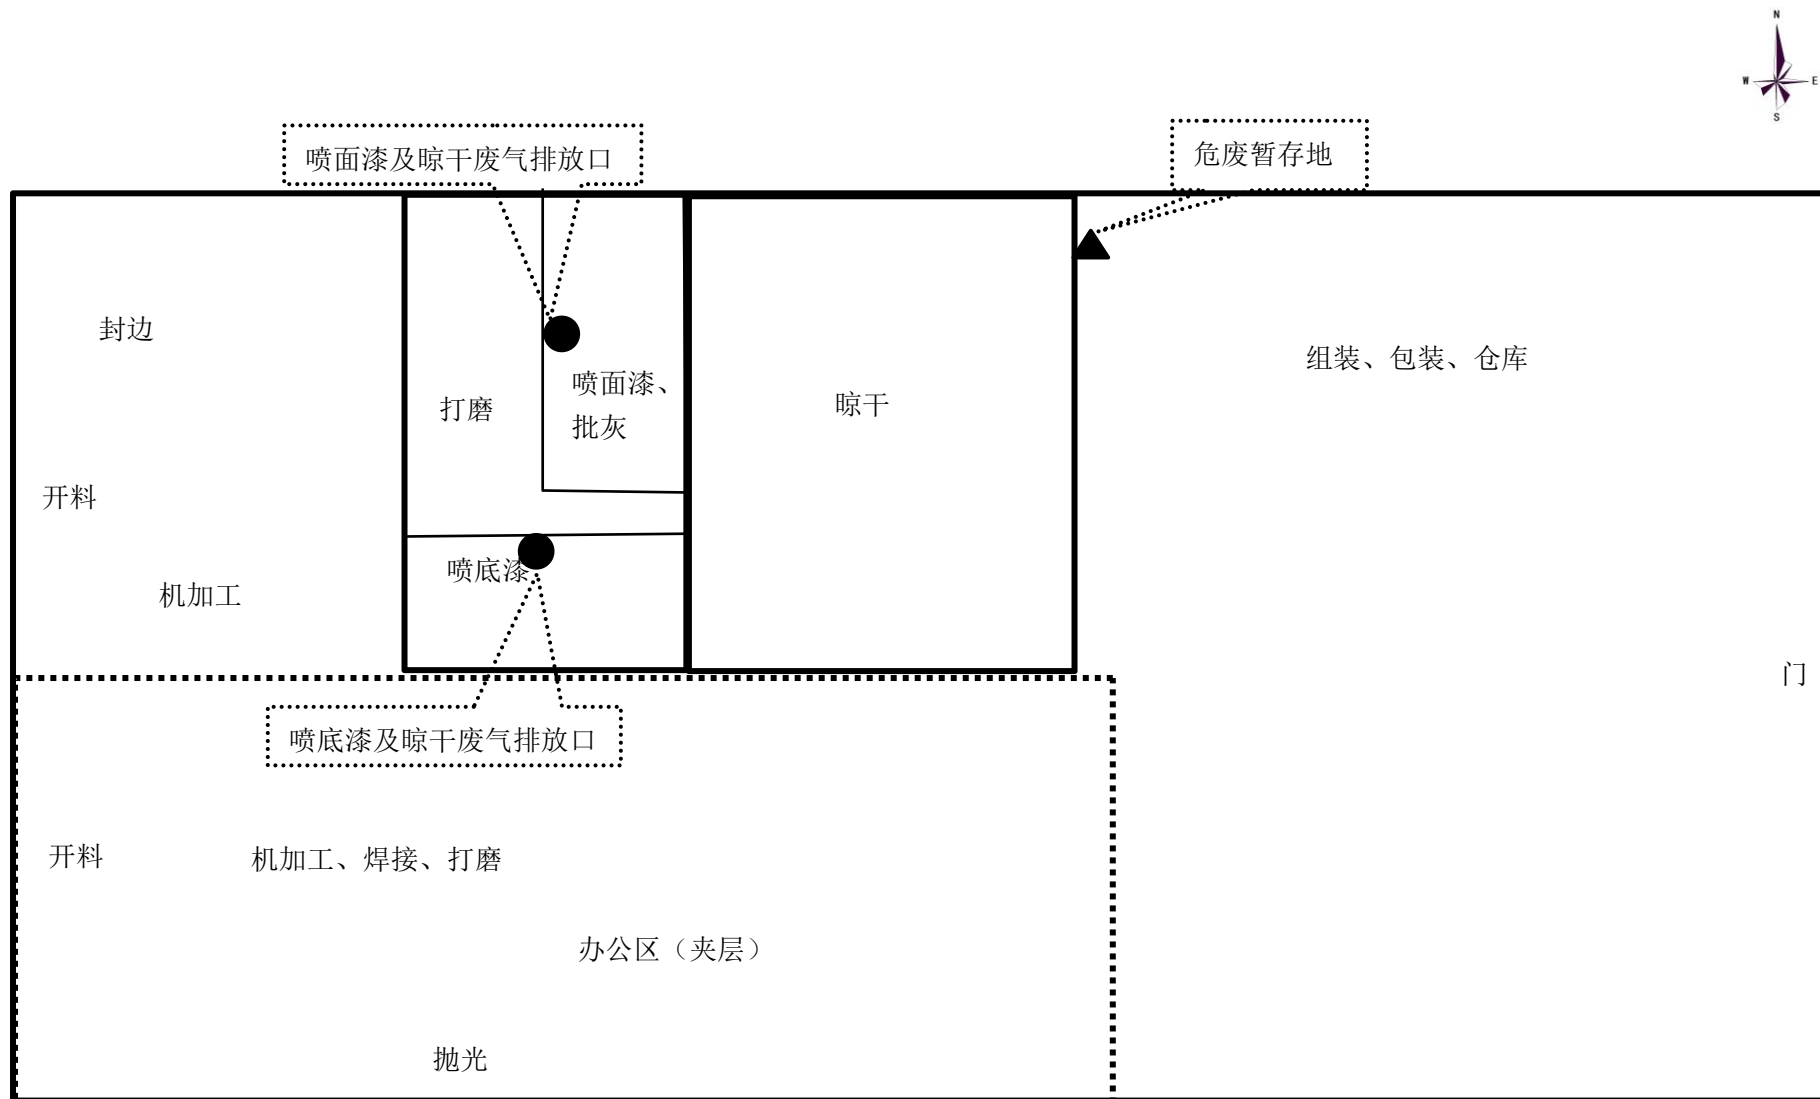 N
W
E
S
喷面漆及晾干废气排放口
危废暂存地
封边
组装、包装、仓库
喷面漆、
批灰
打磨
晾干
开料
喷底漆
机加工
门
喷底漆及晾干废气排放口
开料
机加工、焊接、打磨
办公区（夹层）
抛光